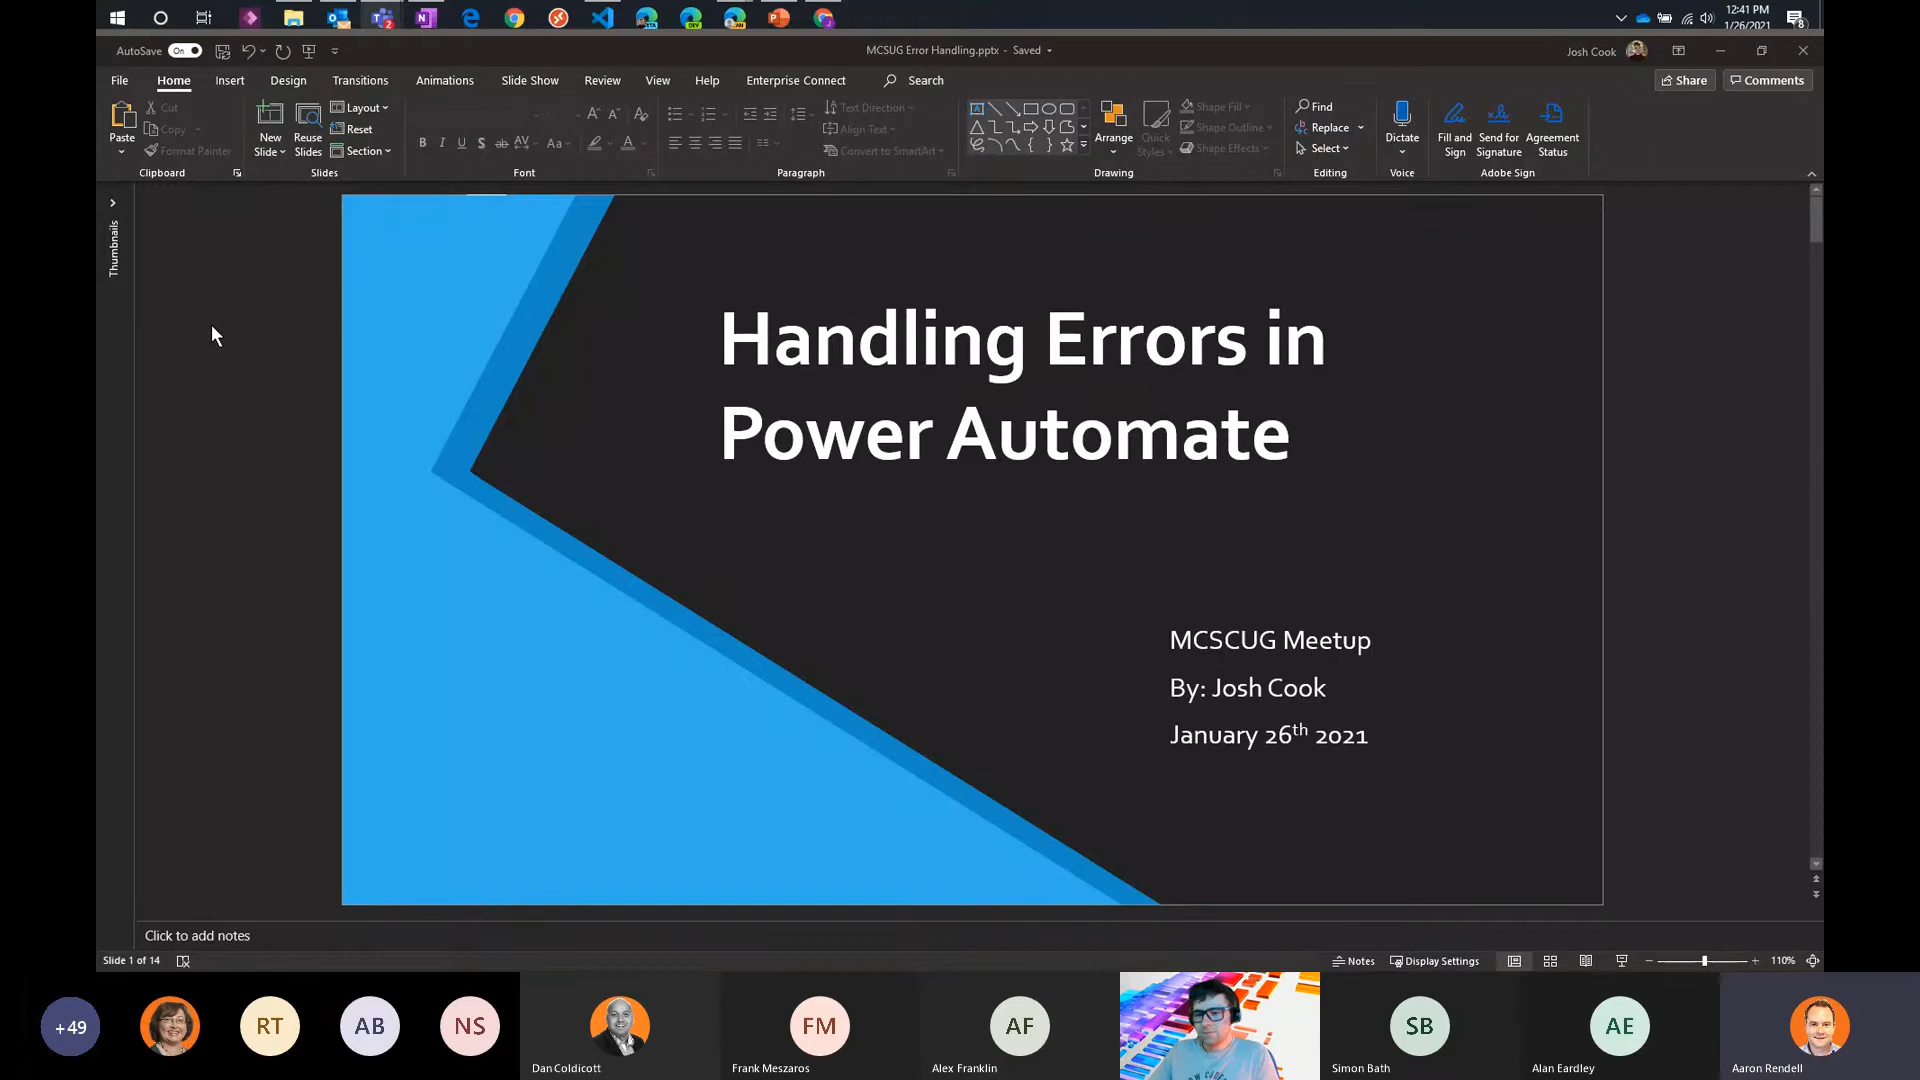 12:41 PM
1/26/2021
8
AutoSave On
MCSUG Error Handling.pptx - Saved
Josh Cook
File Home Insert Design Transitions Animations Slide Show Review View Help Enterprise Connect Search
Share Comments
Paste
Cut
Copy
Format Painter
Clipboard
New Slide
Reuse Slides
Layout
Reset
Section
Slides
B I U S ab AV Aa A
Font
Text Direction
Align Text
Convert to SmartArt
Paragraph
Arrange
Quick Styles
Shape Fill
Shape Outline
Shape Effects
Drawing
Find
Replace
Select
Editing
Dictate
Voice
Fill and Sign
Send for Signature
Agreement Status
Adobe Sign
Thumbnails
Handling Errors in
Power Automate
MCSCUG Meetup
By: Josh Cook
January 26th 2021
Click to add notes
Slide 1 of 14
Notes Display Settings 110%
+49 RT AB NS FM AF SB AE
Dan Coldicott Frank Meszaros Alex Franklin Simon Bath Alan Eardley Aaron Rendell